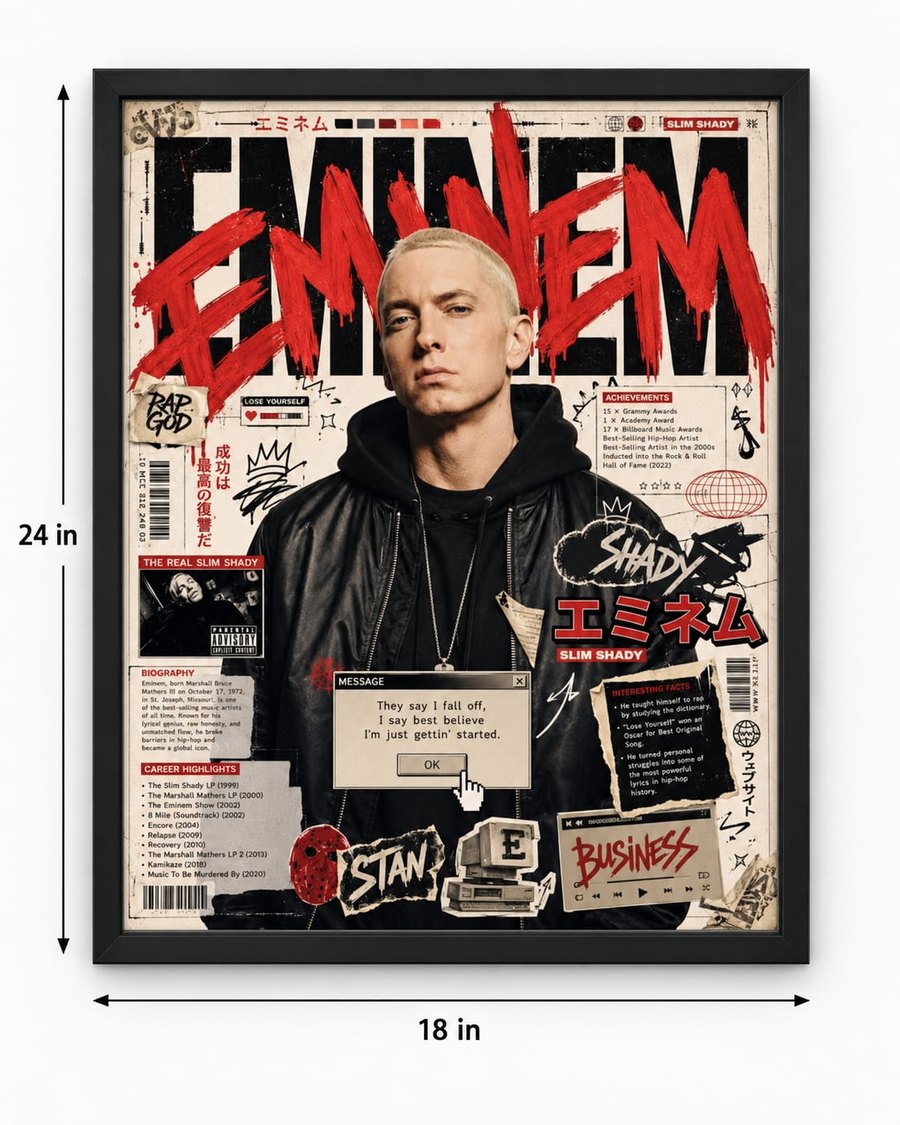 エミネム
SLIM SHADY
EMINEM
EMINEM
RAP
GOD
LOSE YOURSELF
成功は
最高の復讐だ
ACHIEVEMENTS
15 × Grammy Awards
1 × Academy Award
17 × Billboard Music Awards
Best-Selling Hip-Hop Artist
Best-Selling Artist in the 2000s
Inducted into the Rock & Roll
Hall of Fame (2022)
THE REAL SLIM SHADY
PARENTAL
ADVISORY
EXPLICIT CONTENT
SHADY
エミネム
SLIM SHADY
BIOGRAPHY
Eminem, born Marshall Bruce
Mathers III on October 17, 1972,
in St. Joseph, Missouri, is one
of the best-selling music artists
of all time. Known for his
lyrical genius, raw honesty, and
unmatched flow, he broke
barriers in hip-hop and
became a global icon.
MESSAGE
They say I fall off,
I say best believe
I'm just gettin' started.
OK
INTERESTING FACTS
• He taught himself to rap
by studying the dictionary.
• "Lose Yourself" won an
Oscar for Best Original
Song.
• He turned personal
struggles into some of
the most powerful
lyrics in hip-hop
history.
ウェブサイト
CAREER HIGHLIGHTS
• The Slim Shady LP (1999)
• The Marshall Mathers LP (2000)
• The Eminem Show (2002)
• 8 Mile (Soundtrack) (2002)
• Encore (2004)
• Relapse (2009)
• Recovery (2010)
• The Marshall Mathers LP 2 (2013)
• Kamikaze (2018)
• Music To Be Murdered By (2020)
STAN
E
BUSINESS
24 in
18 in